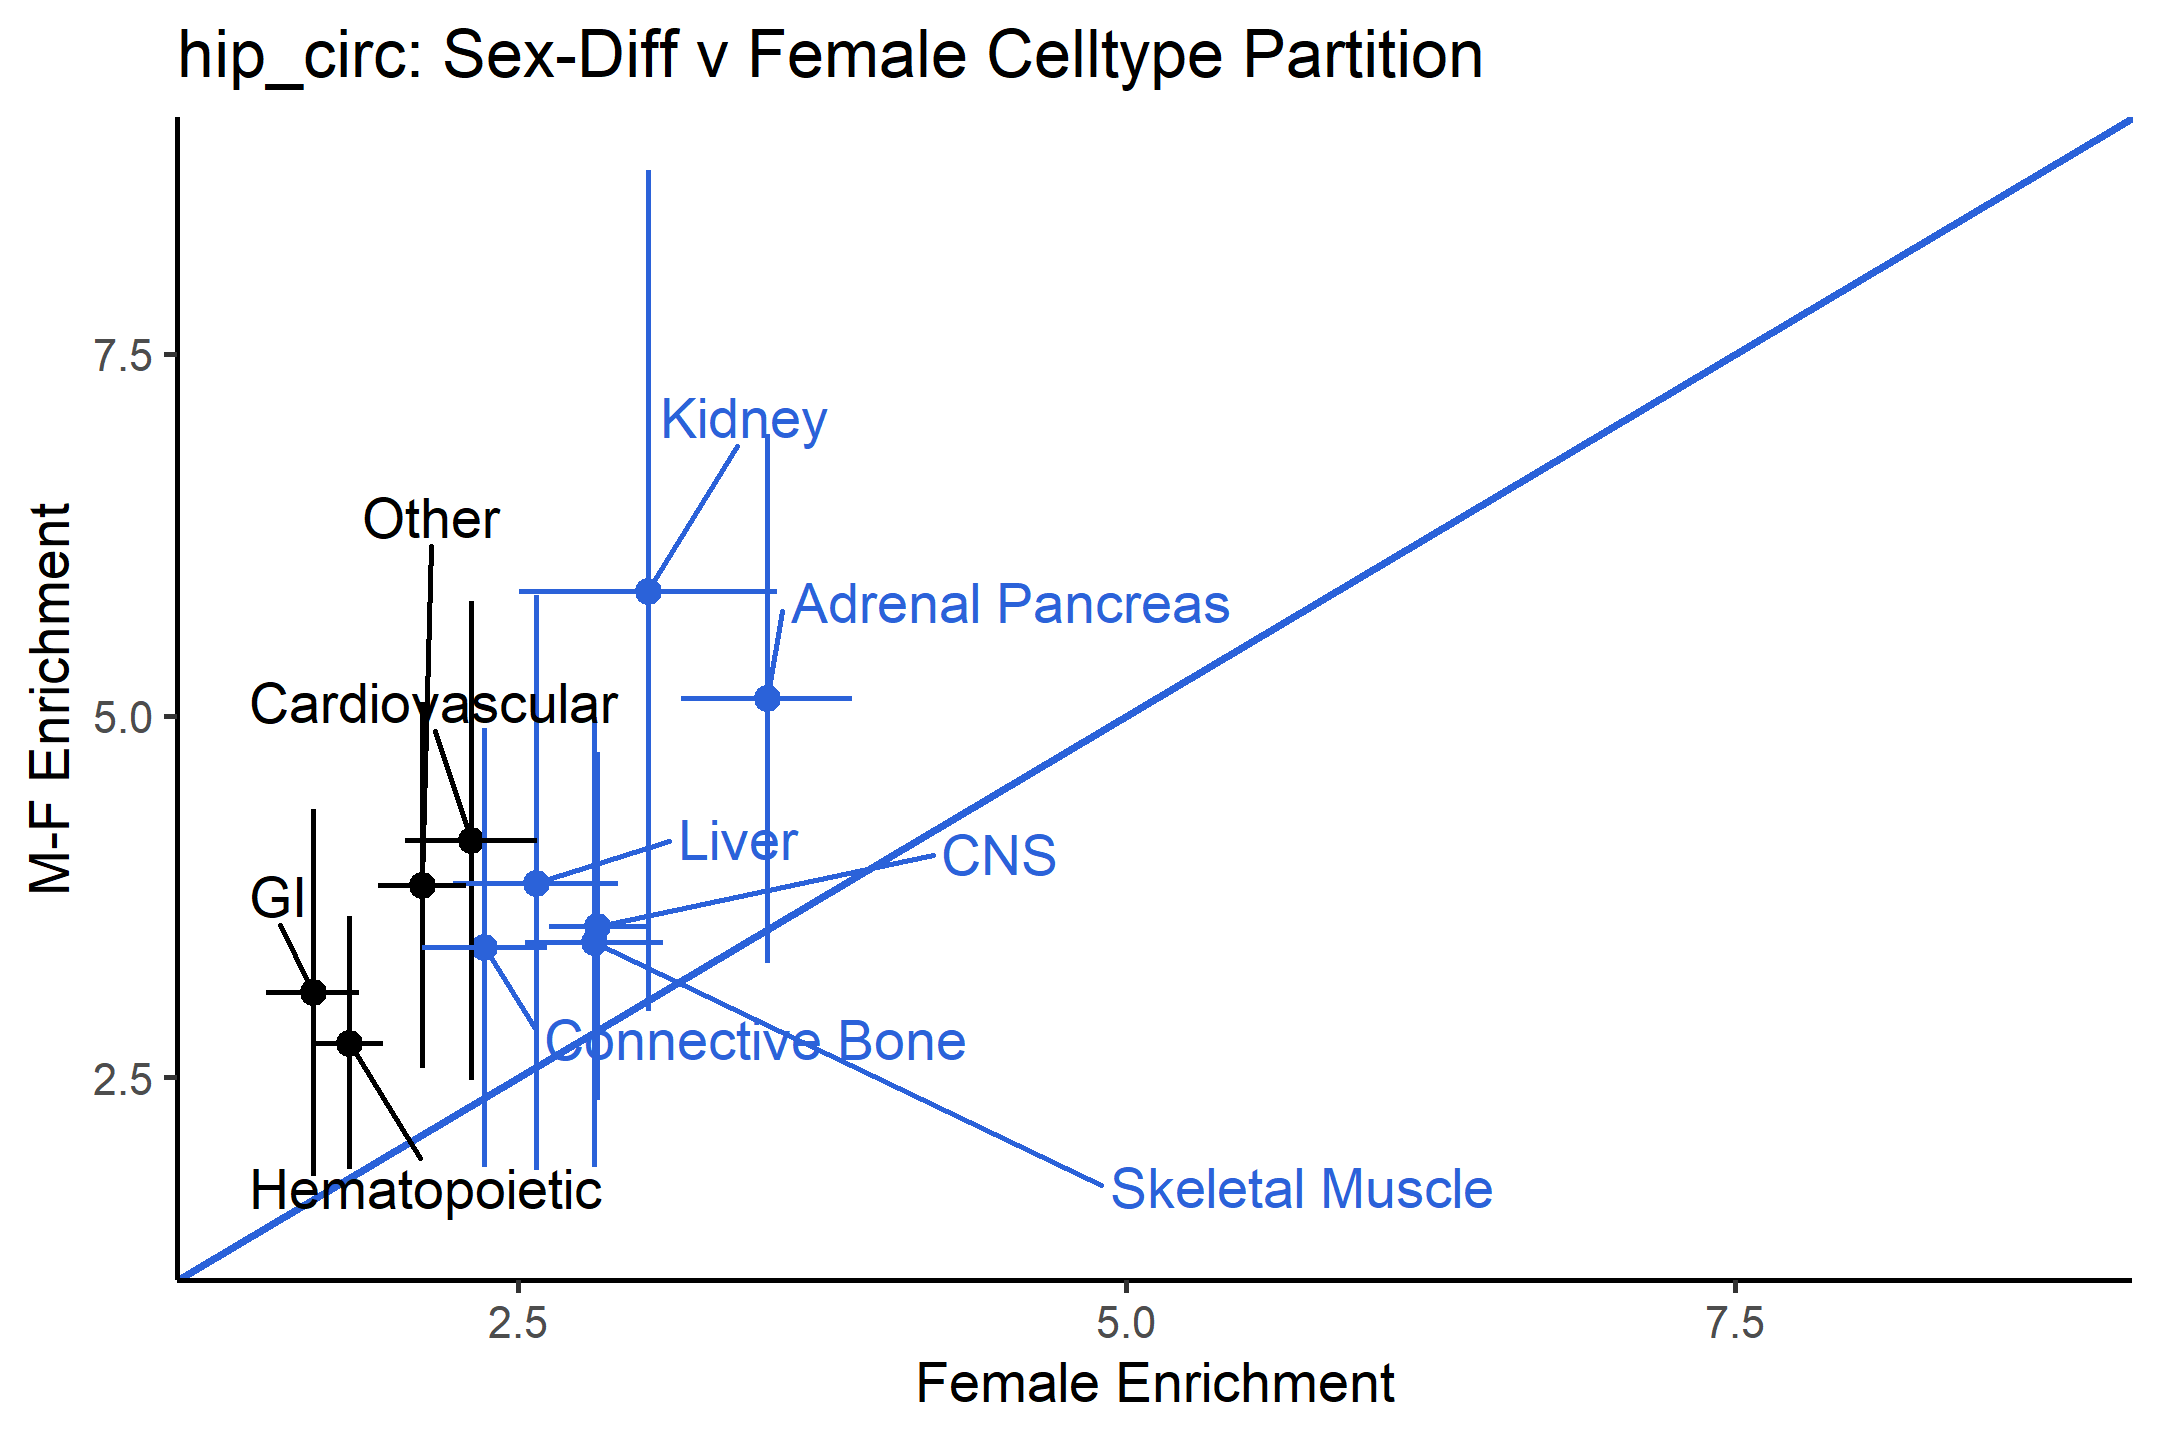 hip_circ: Sex-Diff v Female Celltype Partition
7.5
Kidney
Other
Adrenal Pancreas
M-F Enrichment
Cardiovascular
5.0
Liver
CNS
GI
Connective Bone
2.5
Hematopoietic
Skeletal Muscle
2.5
5.0
7.5
Female Enrichment